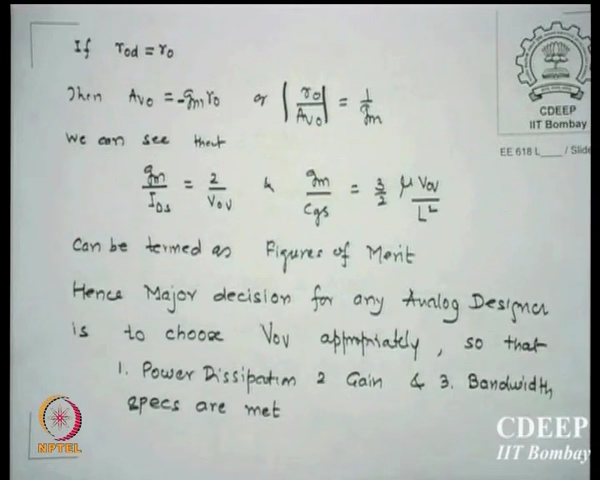 If rod = ro
Then Avo = -gm ro or |ro/Avo| = 1/gm
We can see that
gm/IDS = 2/Vov & gm/Cgs = 3/2 μ Vov/L²
Can be termed as Figures of Merit
Hence Major decision for any Analog Designer
is to choose Vov appropriately, so that
1. Power Dissipation 2 Gain & 3. Bandwidth,
specs are met
CDEEP
IIT Bombay
EE 618 L____ / Slide
NPTEL
CDEEP
IIT Bombay